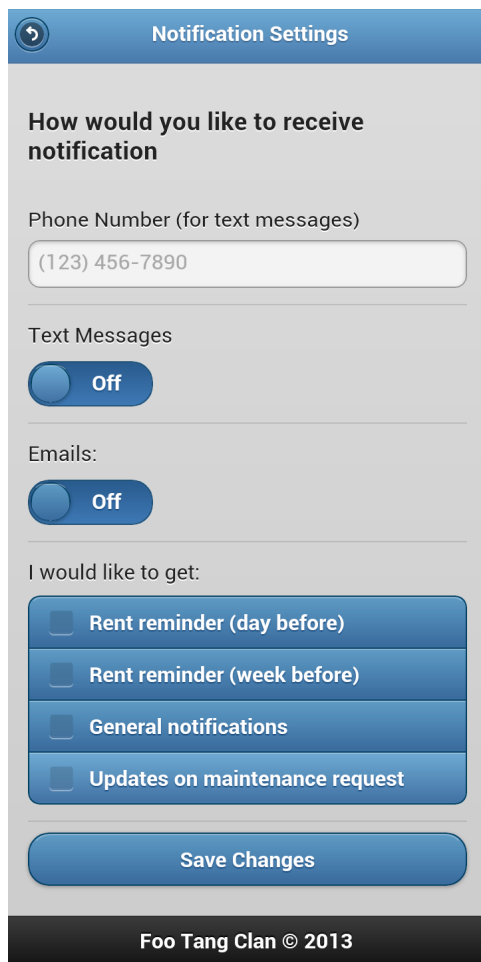 Notification Settings
How would you like to receive
notification
Phone Number (for text messages)
(123) 456-7890
Text Messages
Off
Emails:
Off
I would like to get:
Rent reminder (day before)
Rent reminder (week before)
General notifications
Updates on maintenance request
Save Changes
Foo Tang Clan © 2013